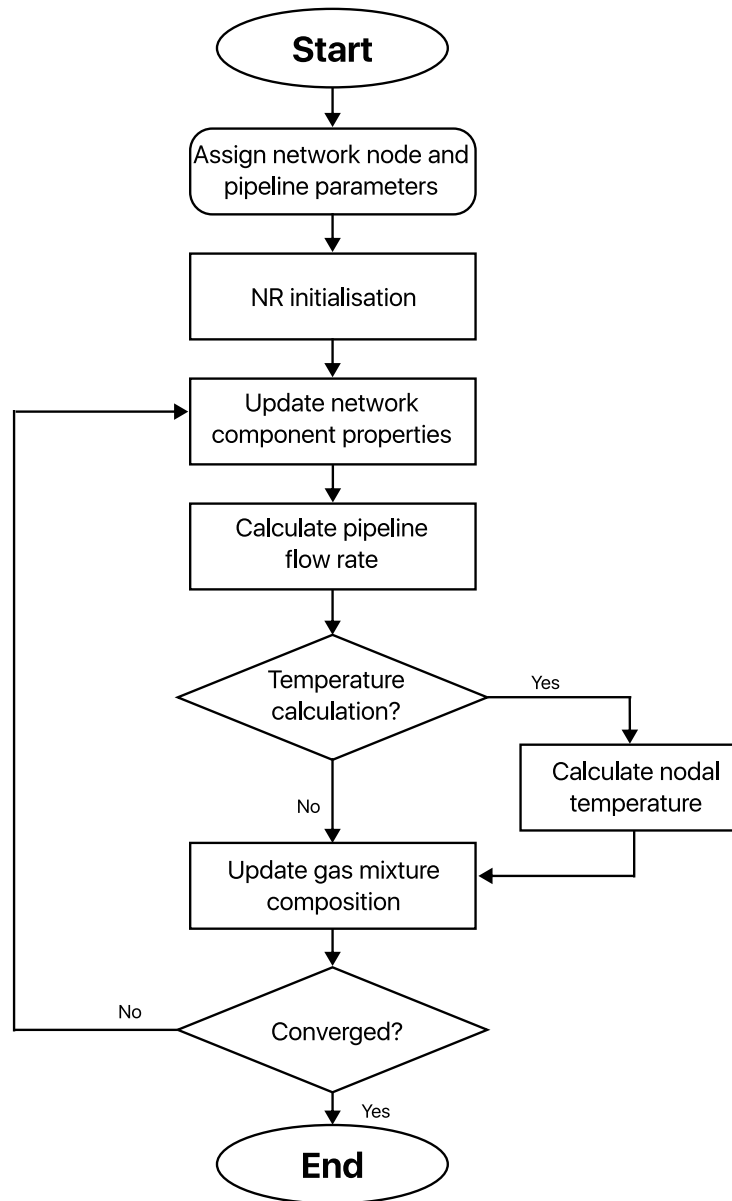 Start
Assign network node and
pipeline parameters
NR initialisation
Update network
component properties
Calculate pipeline
flow rate
Temperature
calculation?
Yes
Calculate nodal
temperature
No
Update gas mixture
composition
No
Converged?
Yes
End